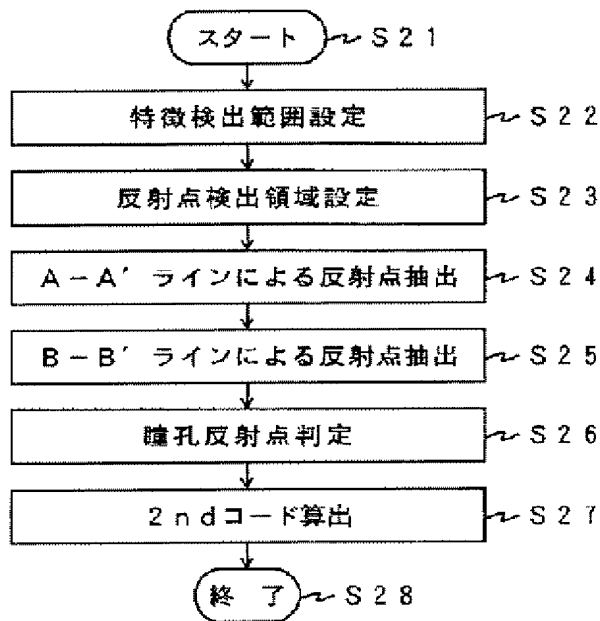 スタート S21
特徴検出範囲設定 S22
反射点検出領域設定 S23
A-A′ラインによる反射点抽出 S24
B-B′ラインによる反射点抽出 S25
瞳孔反射点判定 S26
2ndコード算出 S27
終了 S28